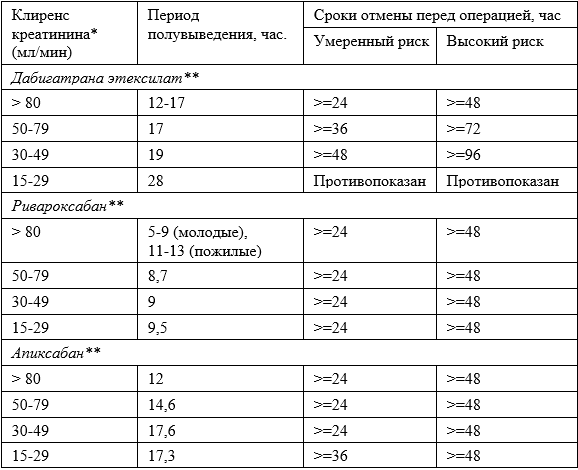 Клиренс креатинина* (мл/мин) Период полувыведения, час. Сроки отмены перед операцией, час
Умеренный риск Высокий риск
Дабигатрана этексилат**
> 80 12-17 >=24 >=48
50-79 17 >=36 >=72
30-49 19 >=48 >=96
15-29 28 Противопоказан Противопоказан
Ривароксабан**
> 80 5-9 (молодые), >=24 >=48
11-13 (пожилые)
50-79 8,7 >=24 >=48
30-49 9 >=24 >=48
15-29 9,5 >=24 >=48
Апиксабан**
> 80 12 >=24 >=48
50-79 14,6 >=24 >=48
30-49 17,6 >=24 >=48
15-29 17,3 >=36 >=48